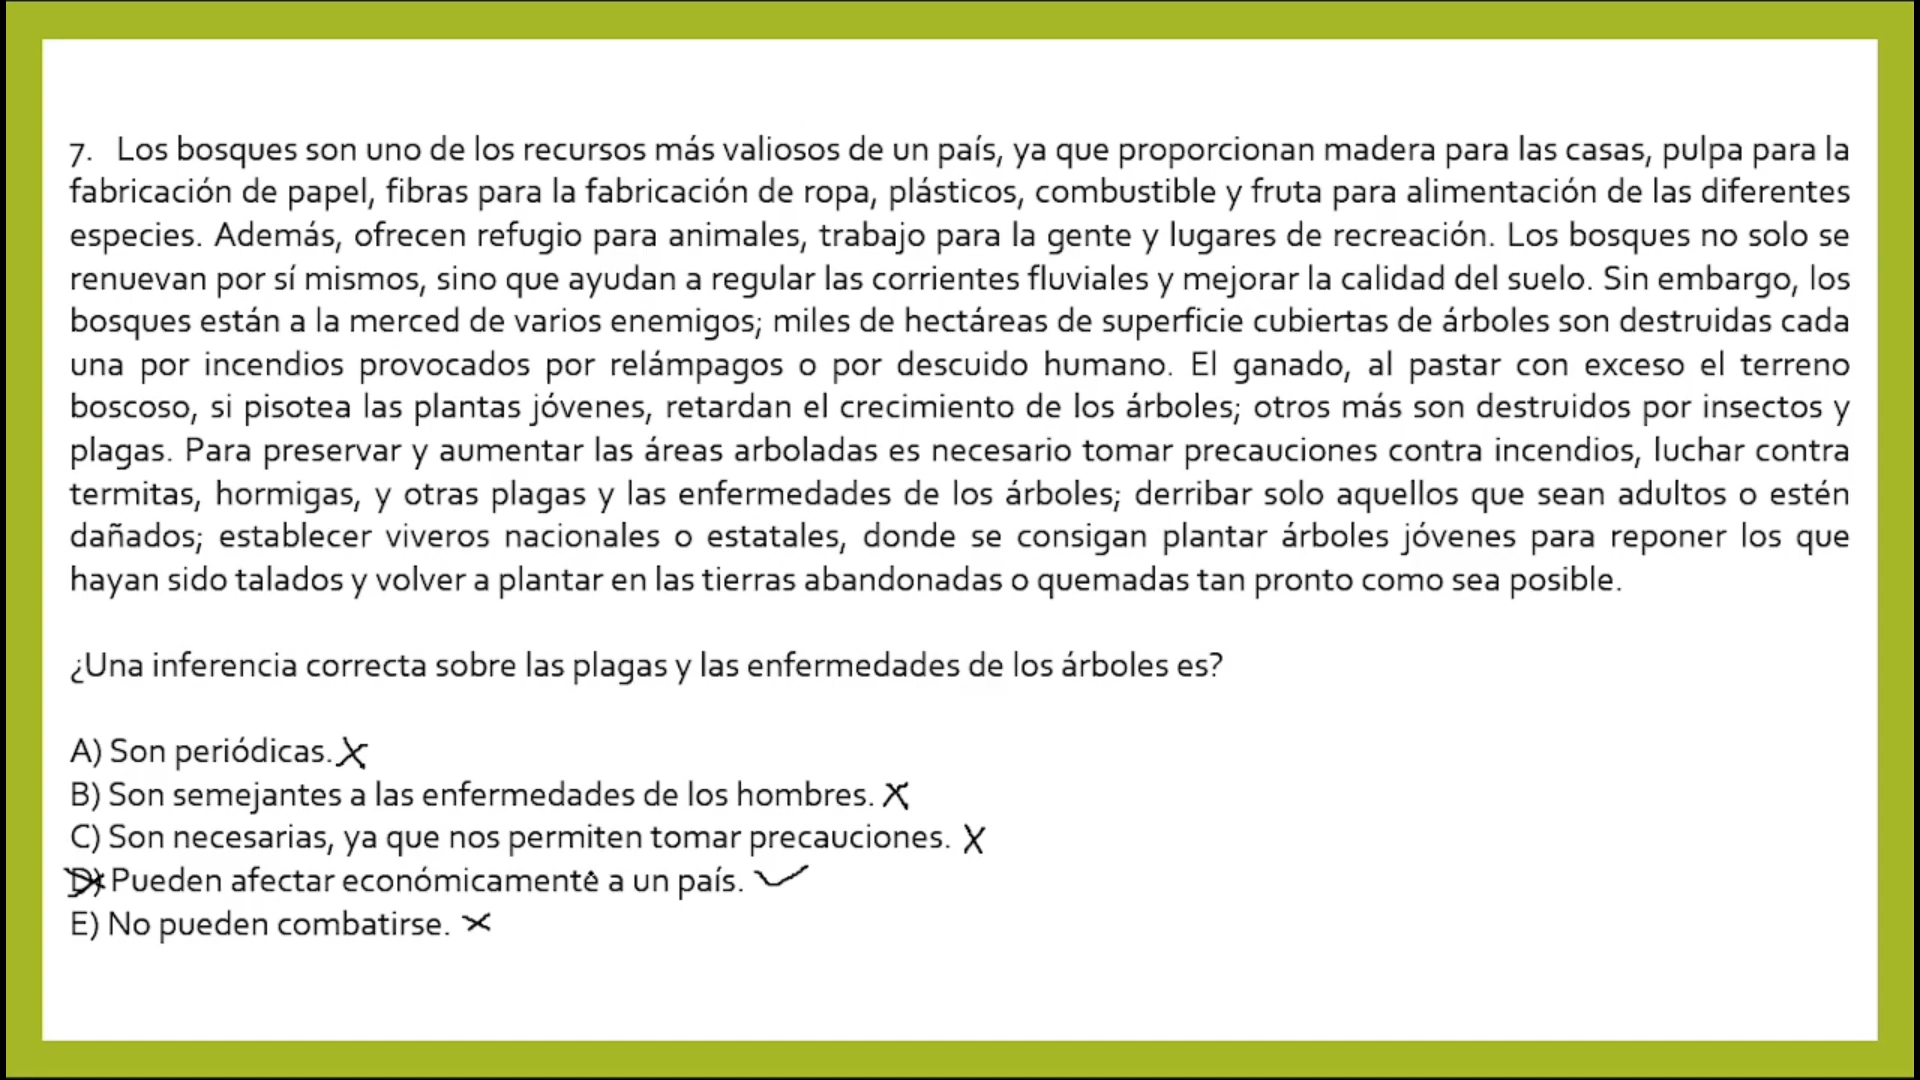 7. Los bosques son uno de los recursos más valiosos de un país, ya que proporcionan madera para las casas, pulpa para la
fabricación de papel, fibras para la fabricación de ropa, plásticos, combustible y fruta para alimentación de las diferentes
especies. Además, ofrecen refugio para animales, trabajo para la gente y lugares de recreación. Los bosques no solo se
renuevan por sí mismos, sino que ayudan a regular las corrientes fluviales y mejorar la calidad del suelo. Sin embargo, los
bosques están a la merced de varios enemigos; miles de hectáreas de superficie cubiertas de árboles son destruidas cada
una por incendios provocados por relámpagos o por descuido humano. El ganado, al pastar con exceso el terreno
boscoso, si pisotea las plantas jóvenes, retardan el crecimiento de los árboles; otros más son destruidos por insectos y
plagas. Para preservar y aumentar las áreas arboladas es necesario tomar precauciones contra incendios, luchar contra
termitas, hormigas, y otras plagas y las enfermedades de los árboles; derribar solo aquellos que sean adultos o estén
dañados; establecer viveros nacionales o estatales, donde se consigan plantar árboles jóvenes para reponer los que
hayan sido talados y volver a plantar en las tierras abandonadas o quemadas tan pronto como sea posible.
¿Una inferencia correcta sobre las plagas y las enfermedades de los árboles es?
A) Son periódicas.
B) Son semejantes a las enfermedades de los hombres.
C) Son necesarias, ya que nos permiten tomar precauciones.
D) Pueden afectar económicamente a un país.
E) No pueden combatirse.